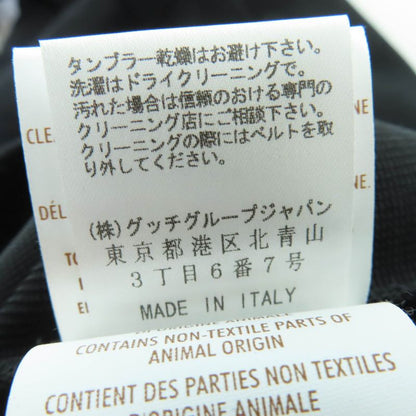 タンブラー乾燥はお避け下さい。
洗濯はドライクリーニングで。
汚れた場合は信頼のおける専門の
クリーニング店にご相談下さい。
クリーニングの際にはベルトを取
り外してください。
(株)グッチグループジャパン
東京都港区北青山
3丁目6番7号
MADE IN ITALY
CLE
NE.
DÉL
NE.
CONTAINS NON-TEXTILE PARTS OF
ANIMAL ORIGIN
CONTIENT DES PARTIES NON TEXTILES
D'ORIGINE ANIMALE